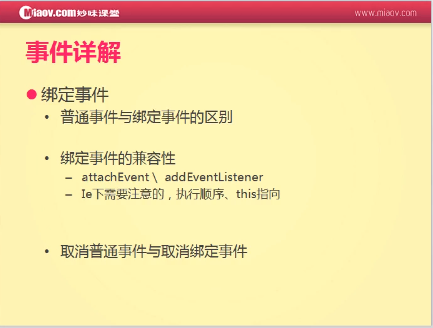 Miaov.com妙味课堂
www.miaov.com
事件详解
绑定事件
• 普通事件与绑定事件的区别
• 绑定事件的兼容性
– attachEvent \ addEventListener
– Ie下需要注意的，执行顺序、this指向
• 取消普通事件与取消绑定事件